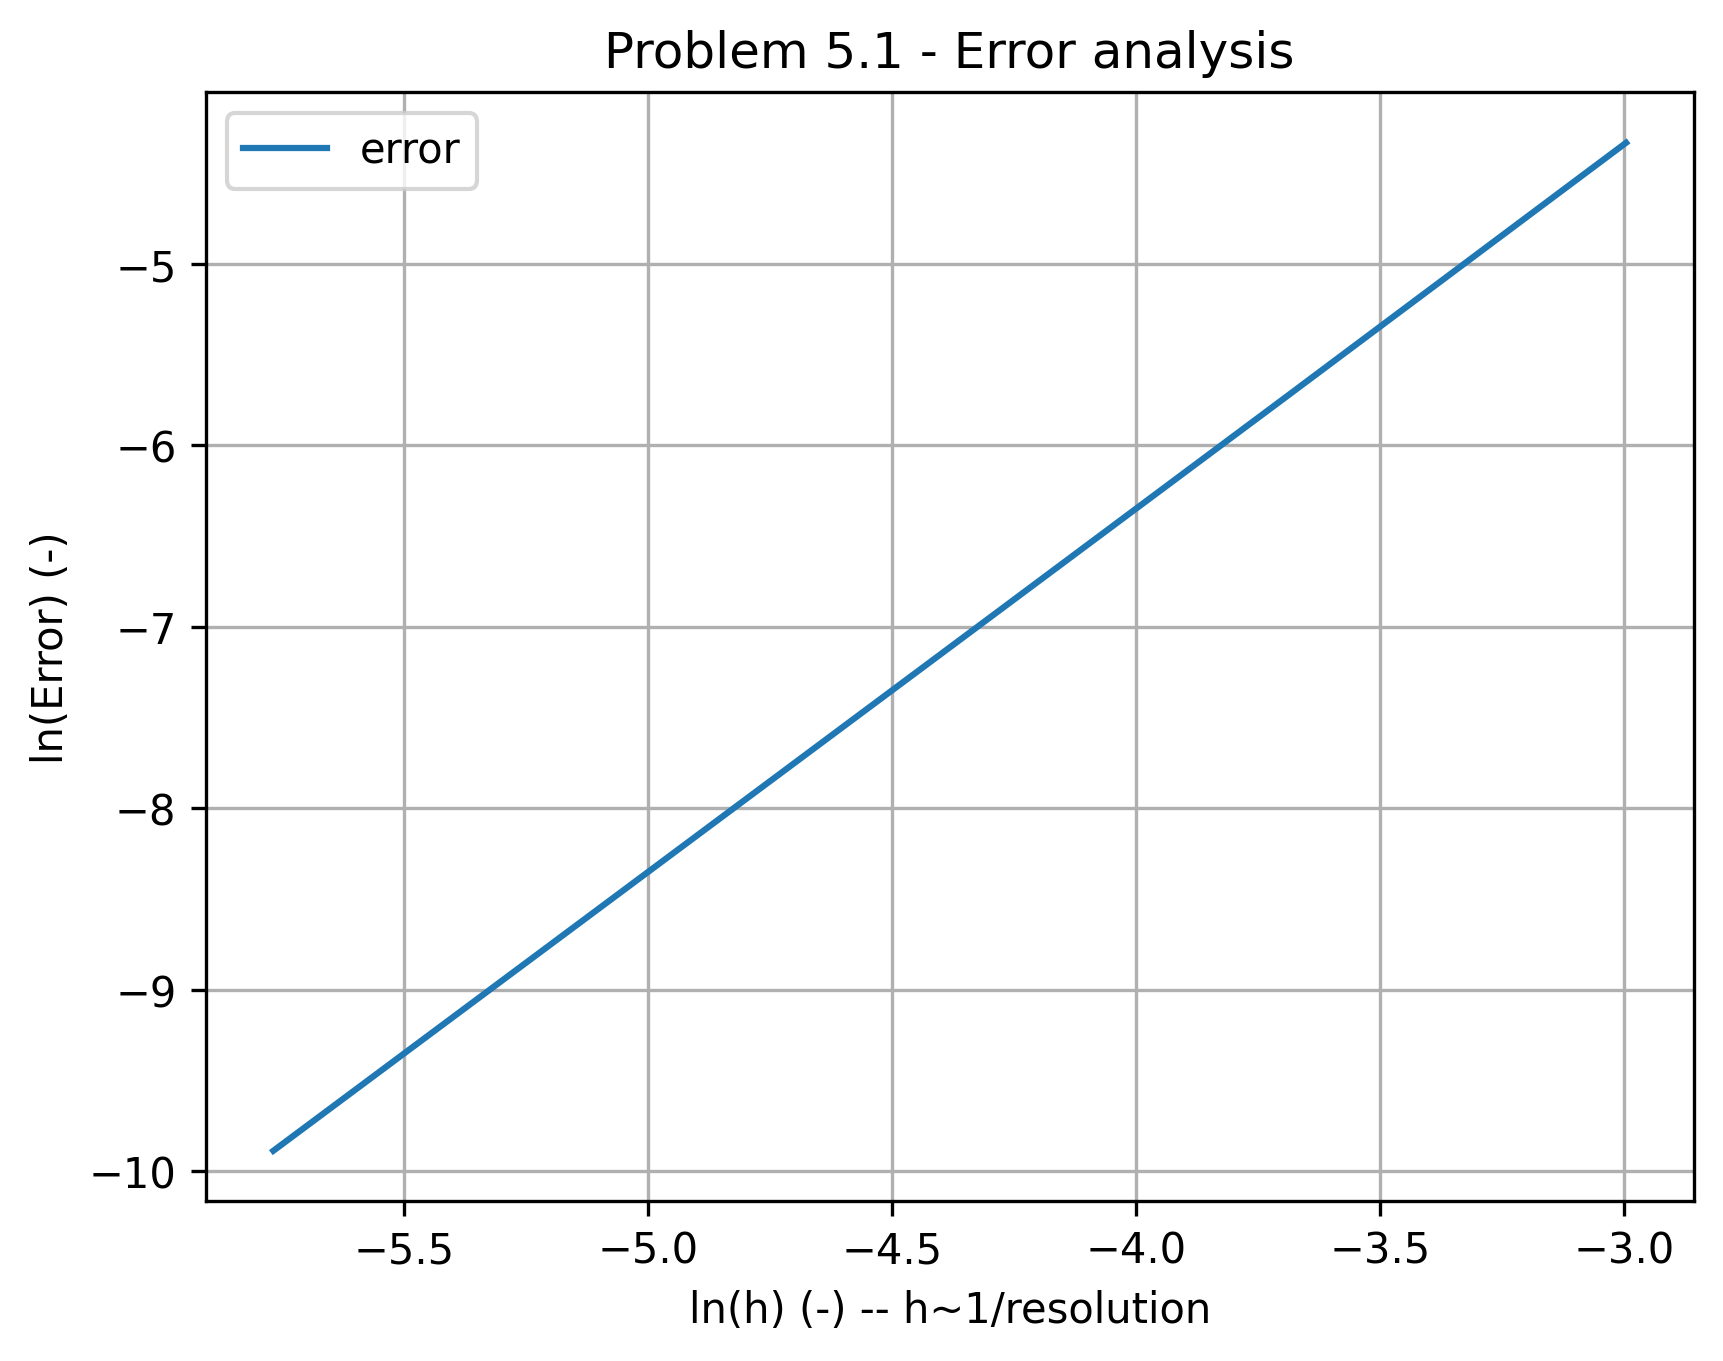 Problem 5.1 - Error analysis
error
−5
−6
−7
−8
−9
−10
ln(Error) (-)
−5.5 −5.0 −4.5 −4.0 −3.5 −3.0
ln(h) (-) -- h~1/resolution